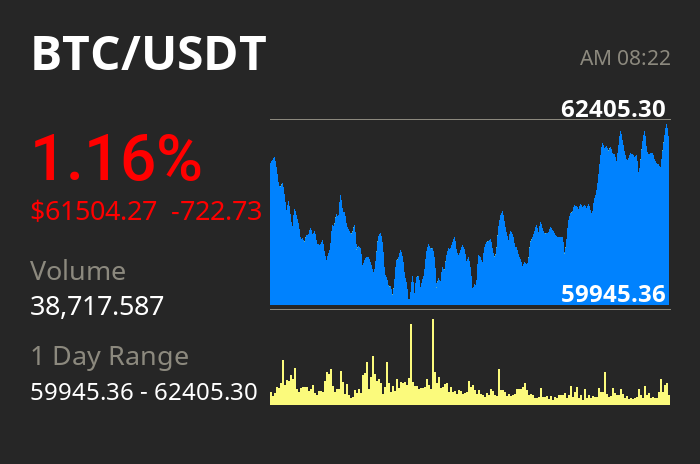 BTC/USDT
AM 08:22
1.16%
$61504.27 -722.73
Volume
38,717.587
1 Day Range
59945.36 - 62405.30
62405.30
59945.36